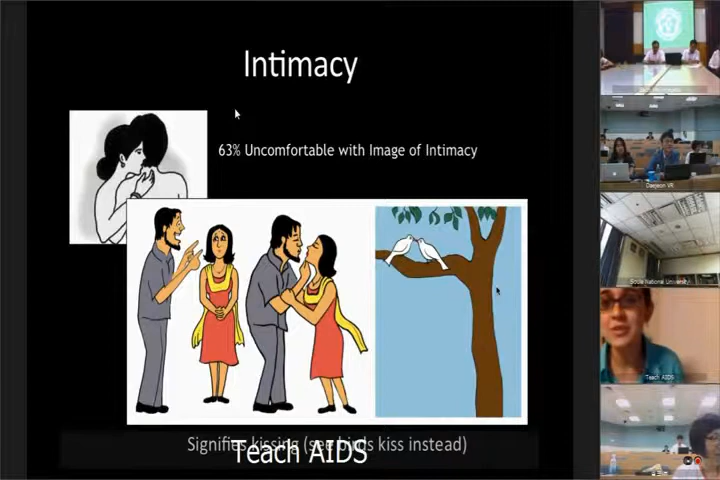 Intimacy
63% Uncomfortable with Image of Intimacy
Signifies kissing (see birds kiss instead)
Teach AIDS
Daejeon VR
Seoul National University
Teach AIDS